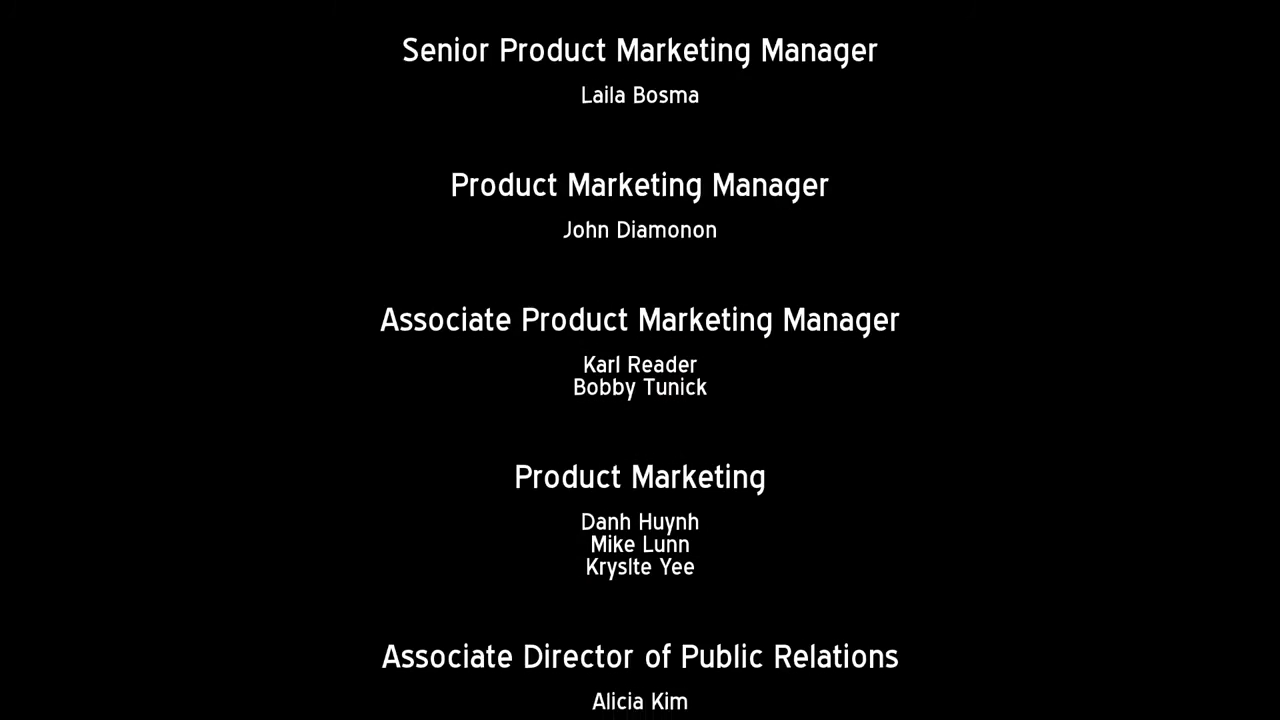 Senior Product Marketing Manager
Laila Bosma
Product Marketing Manager
John Diamonon
Associate Product Marketing Manager
Karl Reader
Bobby Tunick
Product Marketing
Danh Huynh
Mike Lunn
Kryslte Yee
Associate Director of Public Relations
Alicia Kim